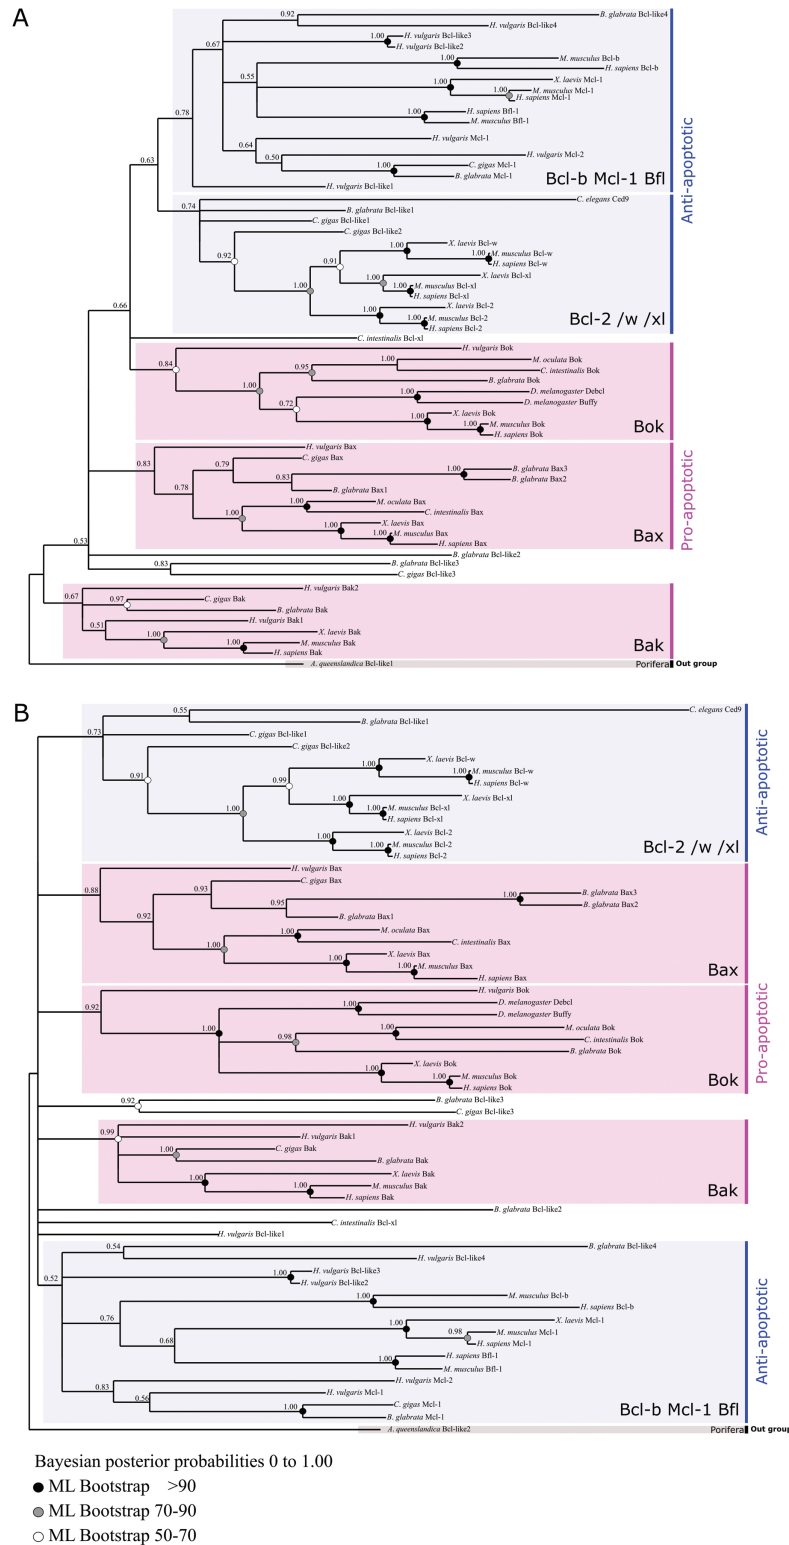 A
0.92
B. glabrata Bcl-like4
H. vulgaris Bcl-like4
0.67
1.00
H. vulgaris Bcl-like3
H. vulgaris Bcl-like2
1.00
M. musculus Bcl-b
H. sapiens Bcl-b
0.55
1.00
X. laevis Mcl-1
1.00
M. musculus Mcl-1
H. sapiens Mcl-1
0.78
1.00
H. sapiens Bfl-1
M. musculus Bfl-1
0.64
H. vulgaris Mcl-1
0.50
H. vulgaris Mcl-2
1.00
C. gigas Mcl-1
B. glabrata Mcl-1
H. vulgaris Bcl-like1
Bcl-b Mcl-1 Bfl
Anti-apoptotic
0.63
0.74
C. elegans Ced9
B. glabrata Bcl-like1
C. gigas Bcl-like1
C. gigas Bcl-like2
0.92
0.91
1.00
X. laevis Bcl-w
1.00
M. musculus Bcl-w
H. sapiens Bcl-w
1.00
1.00
X. laevis Bcl-xl
1.00
M. musculus Bcl-xl
H. sapiens Bcl-xl
1.00
X. laevis Bcl-2
1.00
M. musculus Bcl-2
H. sapiens Bcl-2
Bcl-2 /w /xl
0.66
C. intestinalis Bcl-xl
H. vulgaris Bok
0.84
0.95
1.00
M. oculata Bok
C. intestinalis Bok
B. glabrata Bok
1.00
1.00
D. melanogaster Debcl
D. melanogaster Buffy
0.72
1.00
X. laevis Bok
1.00
M. musculus Bok
H. sapiens Bok
Bok
H. vulgaris Bax
0.83
0.79
C. gigas Bax
0.83
1.00
B. glabrata Bax3
B. glabrata Bax2
B. glabrata Bax1
0.78
1.00
M. oculata Bax
C. intestinalis Bax
1.00
1.00
X. laevis Bax
1.00
M. musculus Bax
H. sapiens Bax
Bax
Pro-apoptotic
0.53
B. glabrata Bcl-like2
0.83
B. glabrata Bcl-like3
C. gigas Bcl-like3
0.67
H. vulgaris Bak2
0.97
C. gigas Bak
B. glabrata Bak
0.51
H. vulgaris Bak1
1.00
X. laevis Bak
1.00
M. musculus Bak
H. sapiens Bak
Bak
A. queenslandica Bcl-like1
Porifera
Out group
B
0.73
0.55
C. elegans Ced9
B. glabrata Bcl-like1
C. gigas Bcl-like1
C. gigas Bcl-like2
0.91
0.99
1.00
X. laevis Bcl-w
1.00
M. musculus Bcl-w
H. sapiens Bcl-w
1.00
1.00
X. laevis Bcl-xl
1.00
M. musculus Bcl-xl
H. sapiens Bcl-xl
1.00
X. laevis Bcl-2
1.00
M. musculus Bcl-2
H. sapiens Bcl-2
Bcl-2 /w /xl
Anti-apoptotic
H. vulgaris Bax
0.88
0.93
C. gigas Bax
0.95
1.00
B. glabrata Bax3
B. glabrata Bax2
B. glabrata Bax1
0.92
1.00
M. oculata Bax
C. intestinalis Bax
1.00
1.00
X. laevis Bax
1.00
M. musculus Bax
H. sapiens Bax
Bax
0.92
H. vulgaris Bok
1.00
1.00
D. melanogaster Debcl
D. melanogaster Buffy
0.98
1.00
M. oculata Bok
C. intestinalis Bok
B. glabrata Bok
1.00
X. laevis Bok
1.00
M. musculus Bok
H. sapiens Bok
Bok
Pro-apoptotic
0.92
B. glabrata Bcl-like3
C. gigas Bcl-like3
0.99
H. vulgaris Bak2
H. vulgaris Bak1
1.00
C. gigas Bak
B. glabrata Bak
1.00
X. laevis Bak
1.00
M. musculus Bak
H. sapiens Bak
Bak
B. glabrata Bcl-like2
C. intestinalis Bcl-xl
H. vulgaris Bcl-like1
0.52
0.54
B. glabrata Bcl-like4
H. vulgaris Bcl-like4
1.00
H. vulgaris Bcl-like3
H. vulgaris Bcl-like2
0.76
1.00
M. musculus Bcl-b
H. sapiens Bcl-b
0.68
1.00
X. laevis Mcl-1
0.98
M. musculus Mcl-1
H. sapiens Mcl-1
1.00
H. sapiens Bfl-1
M. musculus Bfl-1
0.83
H. vulgaris Mcl-2
0.56
H. vulgaris Mcl-1
1.00
C. gigas Mcl-1
B. glabrata Mcl-1
Bcl-b Mcl-1 Bfl
Anti-apoptotic
A. queenslandica Bcl-like2
Porifera
Out group
Bayesian posterior probabilities 0 to 1.00
ML Bootstrap >90
ML Bootstrap 70-90
ML Bootstrap 50-70